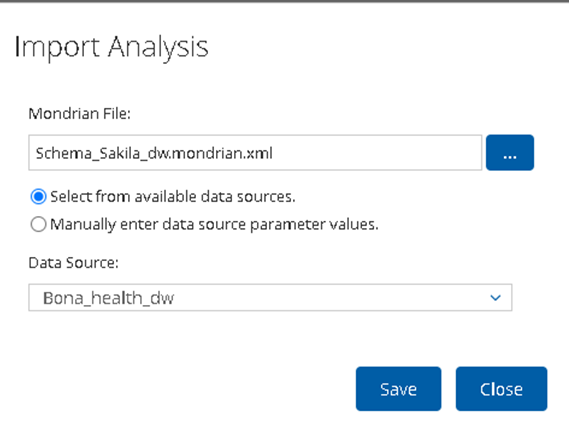 Import Analysis
Mondrian File:
Schema_Sakila_dw.mondrian.xml
...
Select from available data sources.
Manually enter data source parameter values.
Data Source:
Bona_health_dw
Save Close